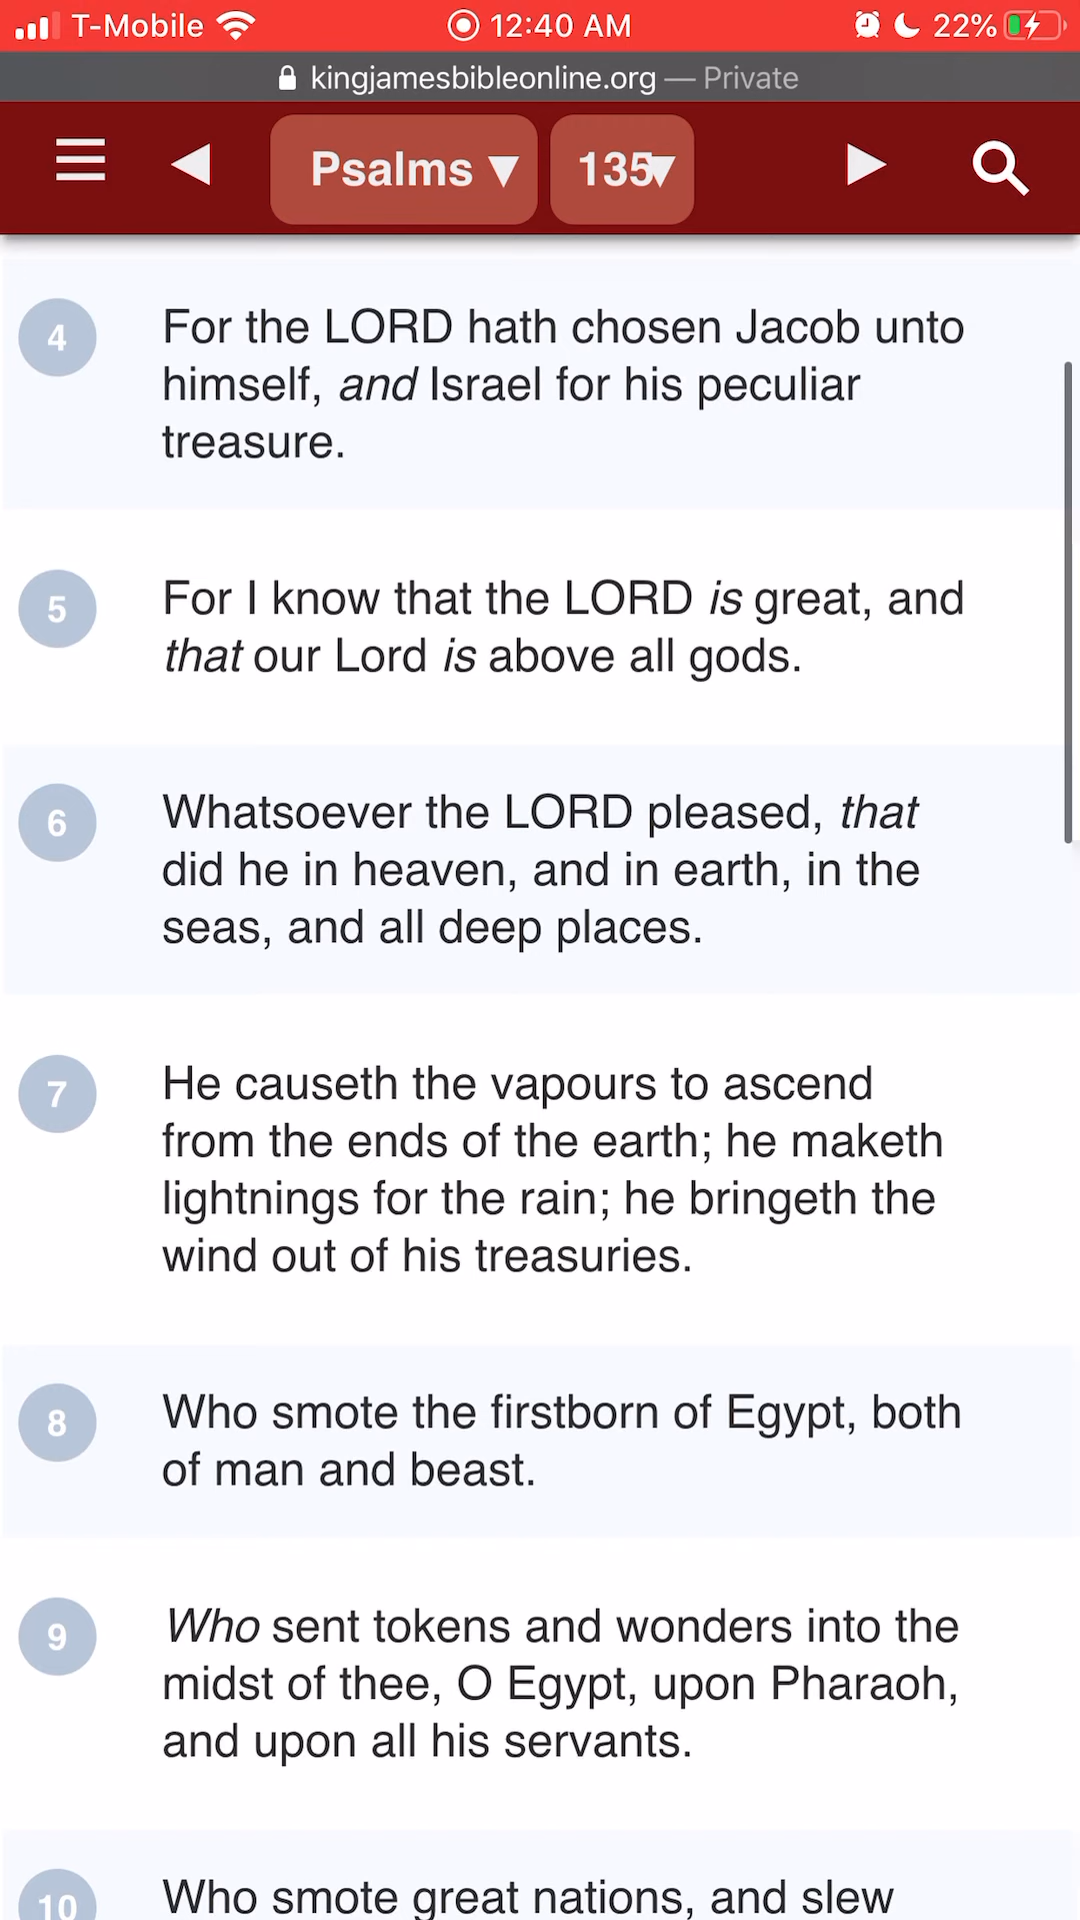 T-Mobile 12:40 AM 22%
kingjamesbibleonline.org — Private
Psalms ▼ 135▼
4 For the LORD hath chosen Jacob unto
himself, and Israel for his peculiar
treasure.
5 For I know that the LORD is great, and
that our Lord is above all gods.
6 Whatsoever the LORD pleased, that
did he in heaven, and in earth, in the
seas, and all deep places.
7 He causeth the vapours to ascend
from the ends of the earth; he maketh
lightnings for the rain; he bringeth the
wind out of his treasuries.
8 Who smote the firstborn of Egypt, both
of man and beast.
9 Who sent tokens and wonders into the
midst of thee, O Egypt, upon Pharaoh,
and upon all his servants.
10 Who smote great nations, and slew